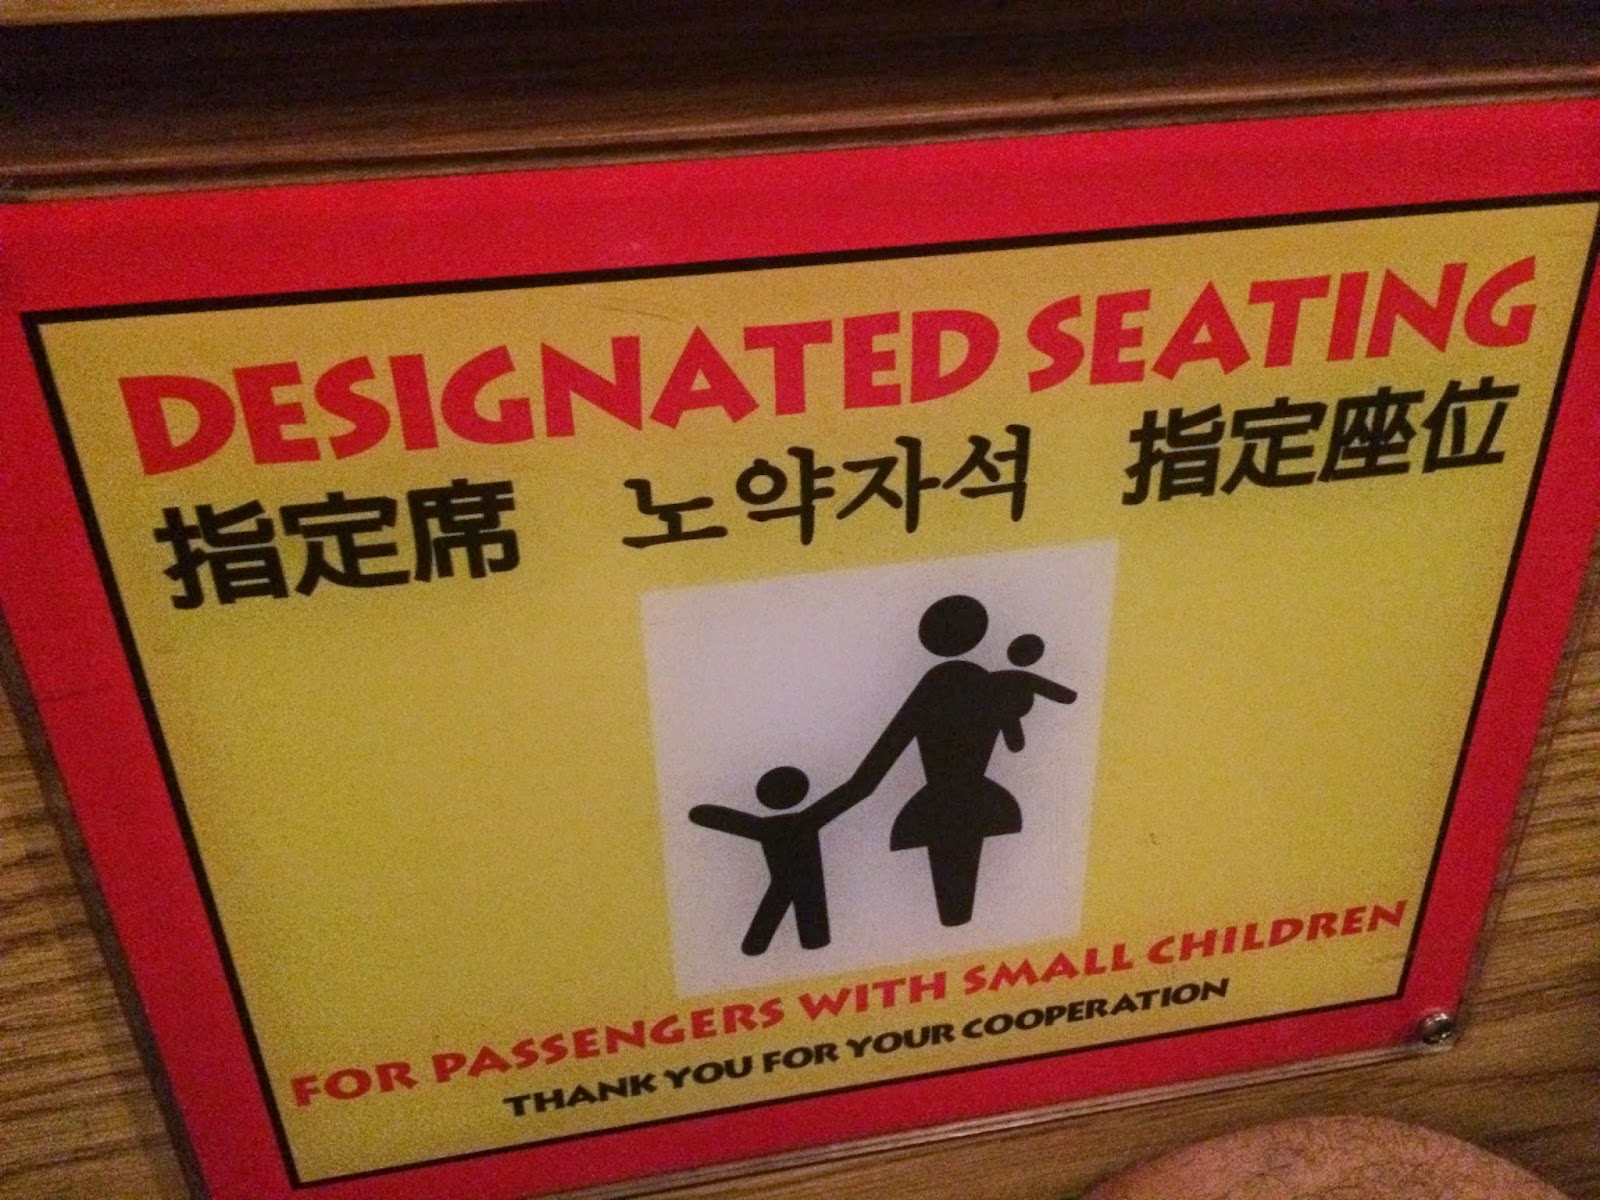 DESIGNATED SEATING
指定席 노약자석 指定座位
FOR PASSENGERS WITH SMALL CHILDREN
THANK YOU FOR YOUR COOPERATION